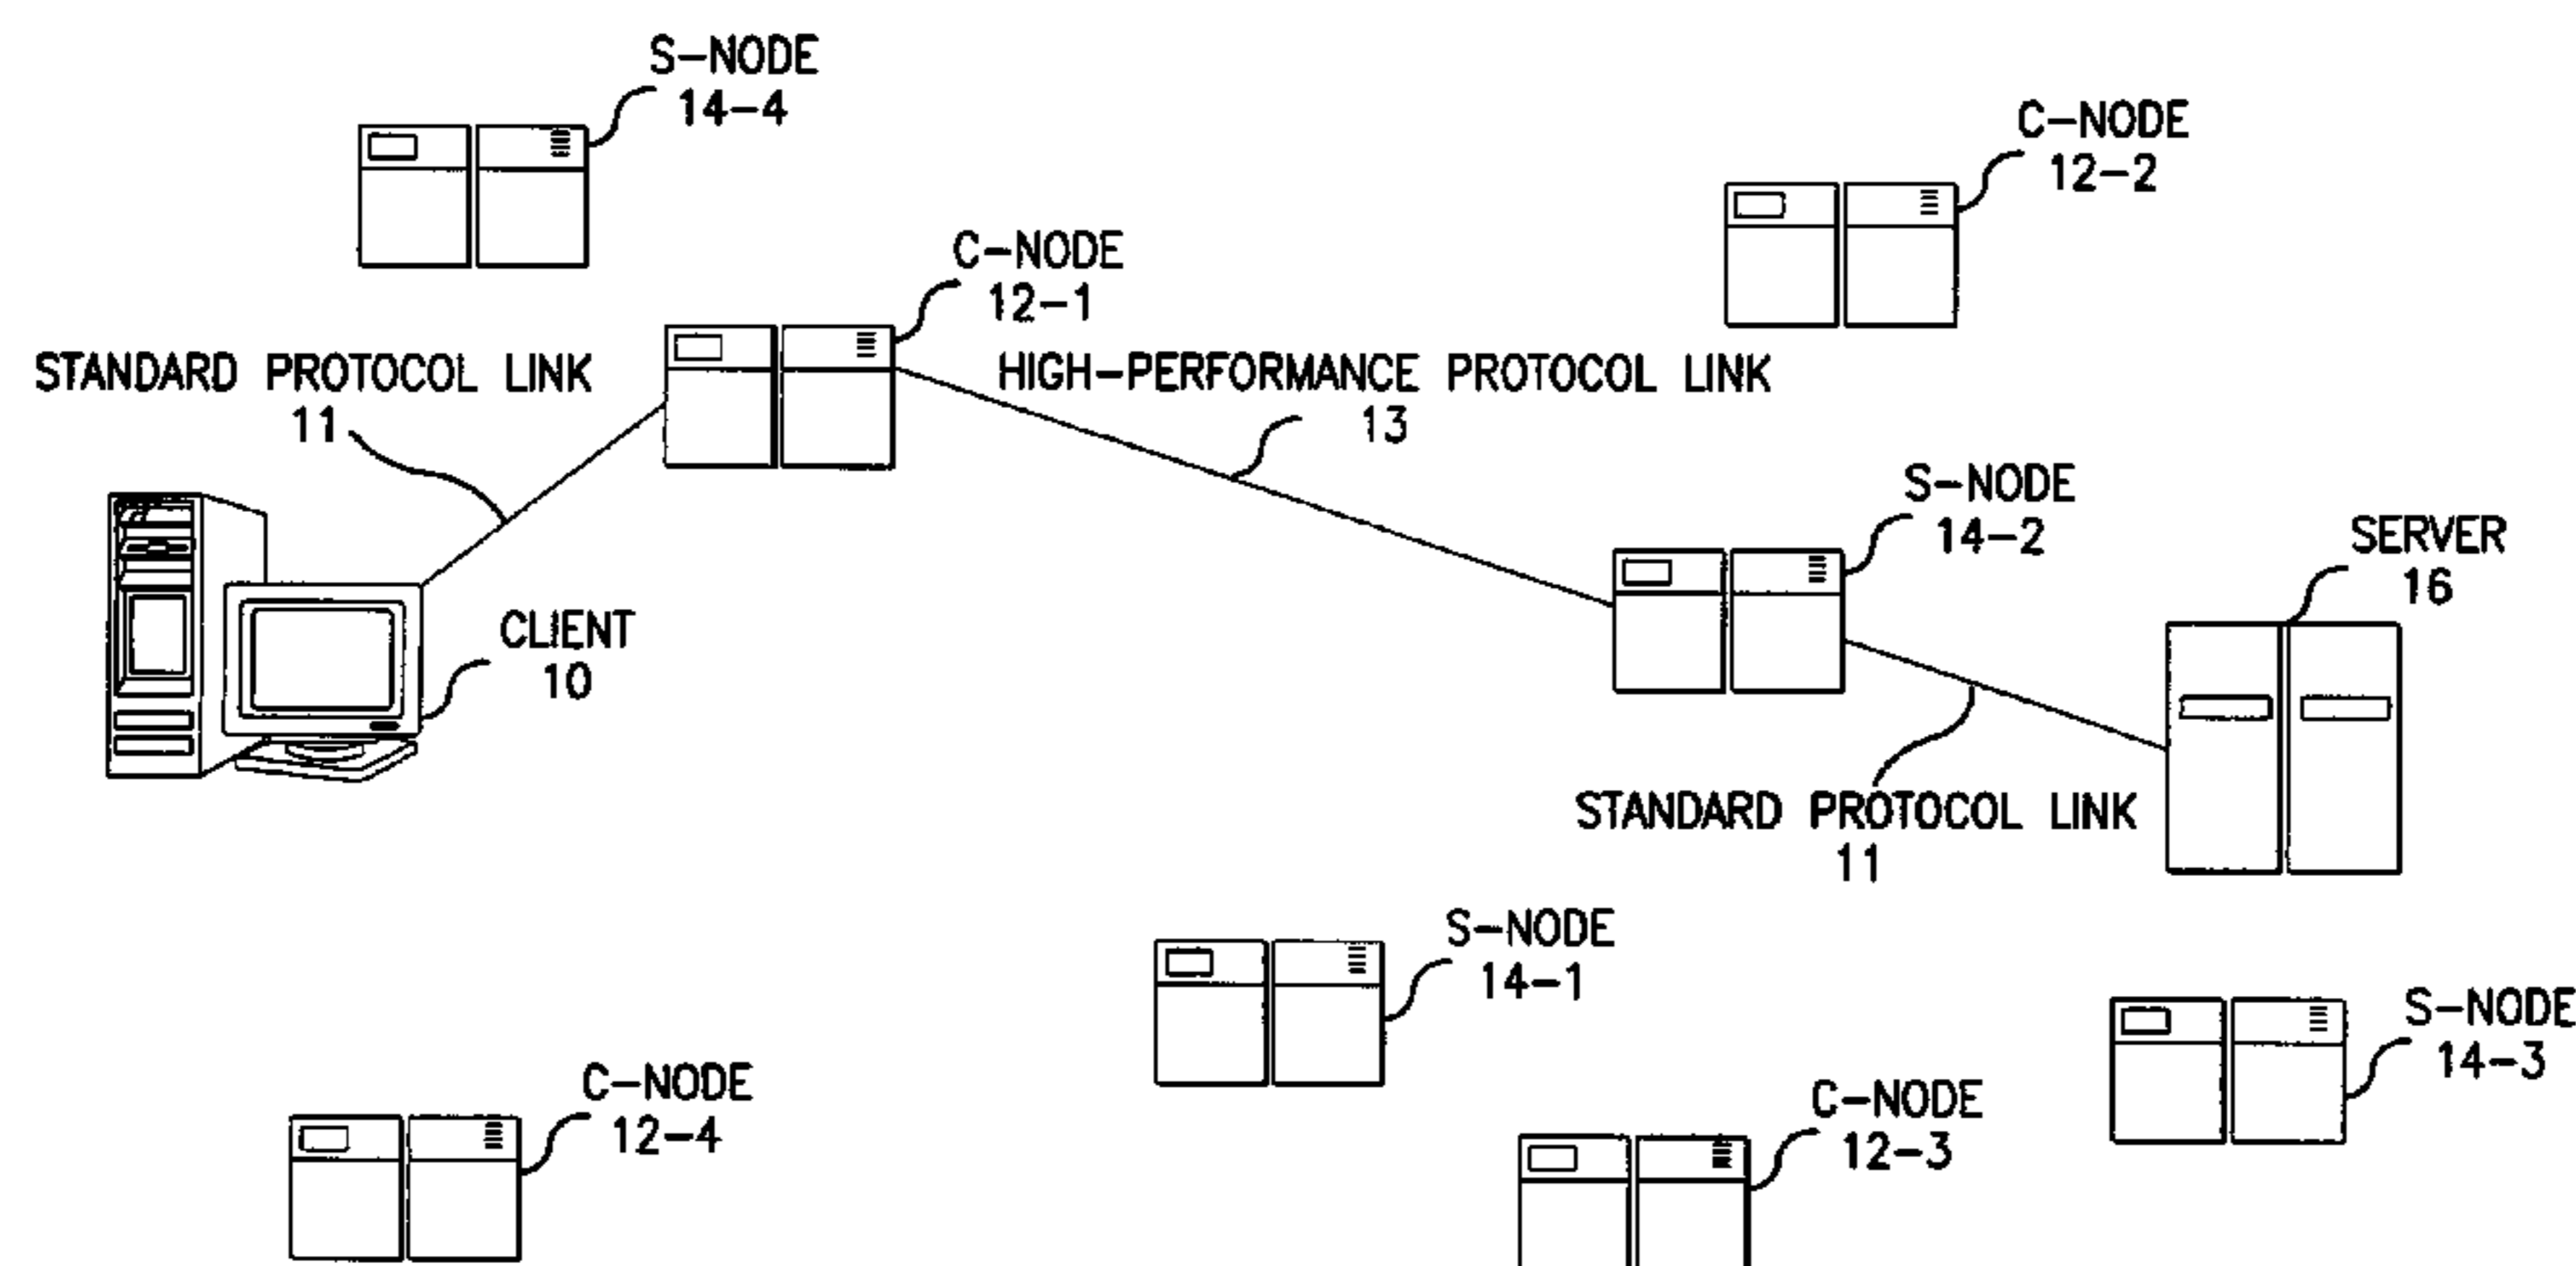 S-NODE
14-4
C-NODE
12-2
C-NODE
12-1
STANDARD PROTOCOL LINK
11
HIGH-PERFORMANCE PROTOCOL LINK
13
S-NODE
14-2
SERVER
16
CLIENT
10
STANDARD PROTOCOL LINK
11
S-NODE
14-1
S-NODE
14-3
C-NODE
12-4
C-NODE
12-3